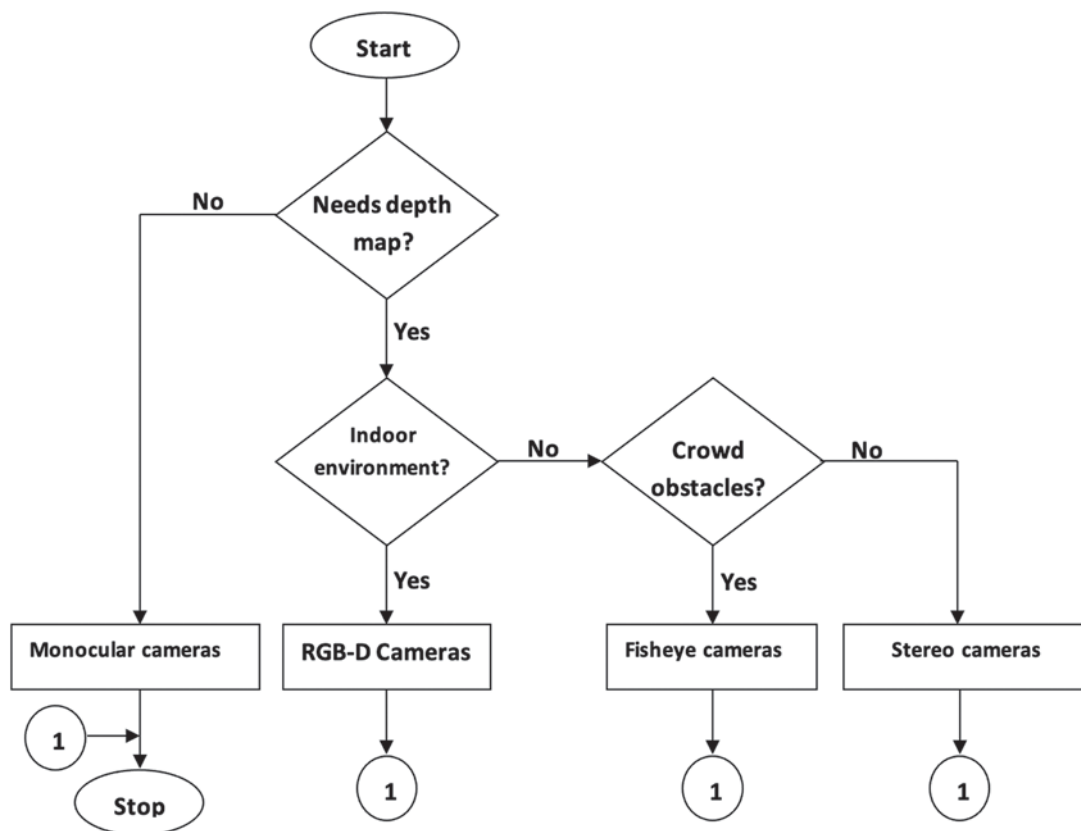 Start
No
Needs depth
map?
Yes
Indoor
environment?
No
Crowd
obstacles?
No
Yes
Yes
Monocular cameras
RGB-D Cameras
Fisheye cameras
Stereo cameras
1
1
1
1
Stop